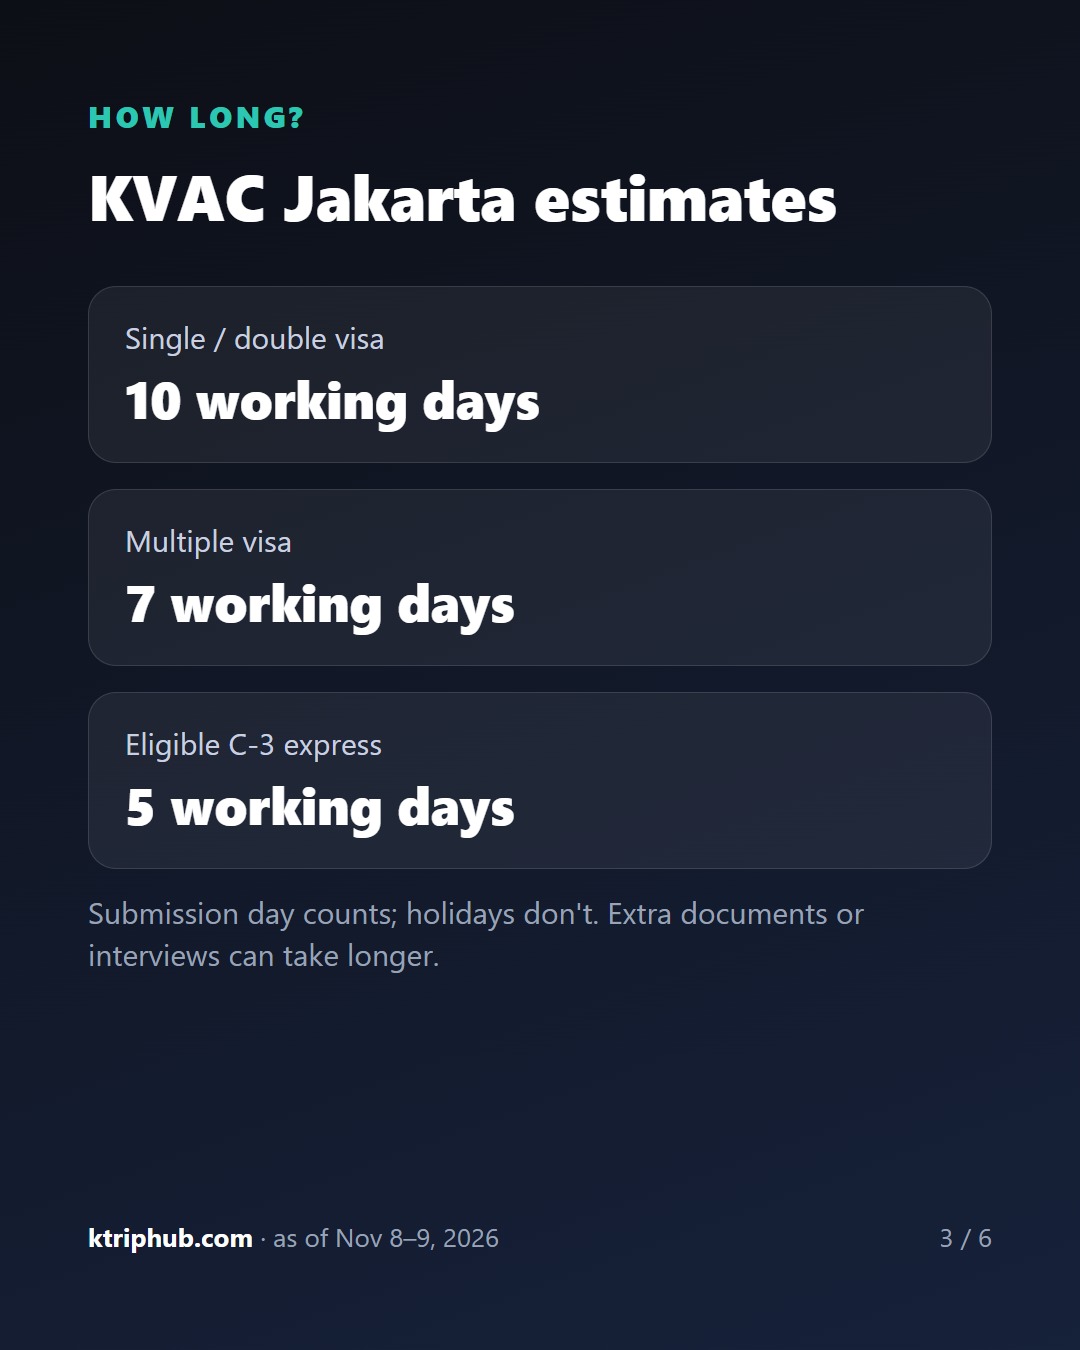 HOW LONG?
KVAC Jakarta estimates
Single / double visa
10 working days
Multiple visa
7 working days
Eligible C-3 express
5 working days
Submission day counts; holidays don't. Extra documents or
interviews can take longer.
ktriphub.com · as of Nov 8–9, 2026
3 / 6